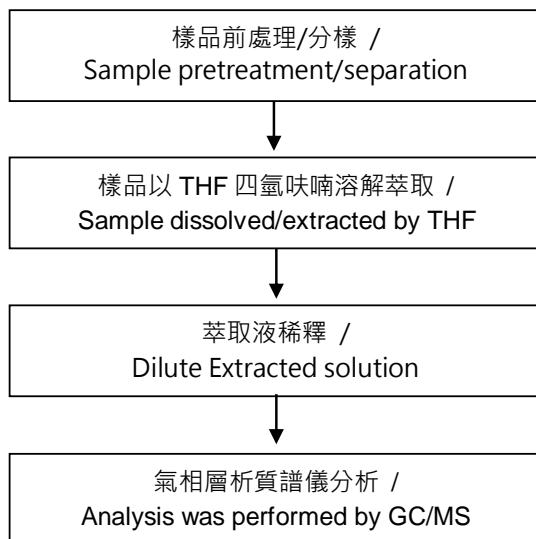 樣品前處理/分樣 /
Sample pretreatment/separation
樣品以 THF 四氫呋喃溶解萃取 /
Sample dissolved/extracted by THF
萃取液稀釋 /
Dilute Extracted solution
氣相層析質譜儀分析 /
Analysis was performed by GC/MS